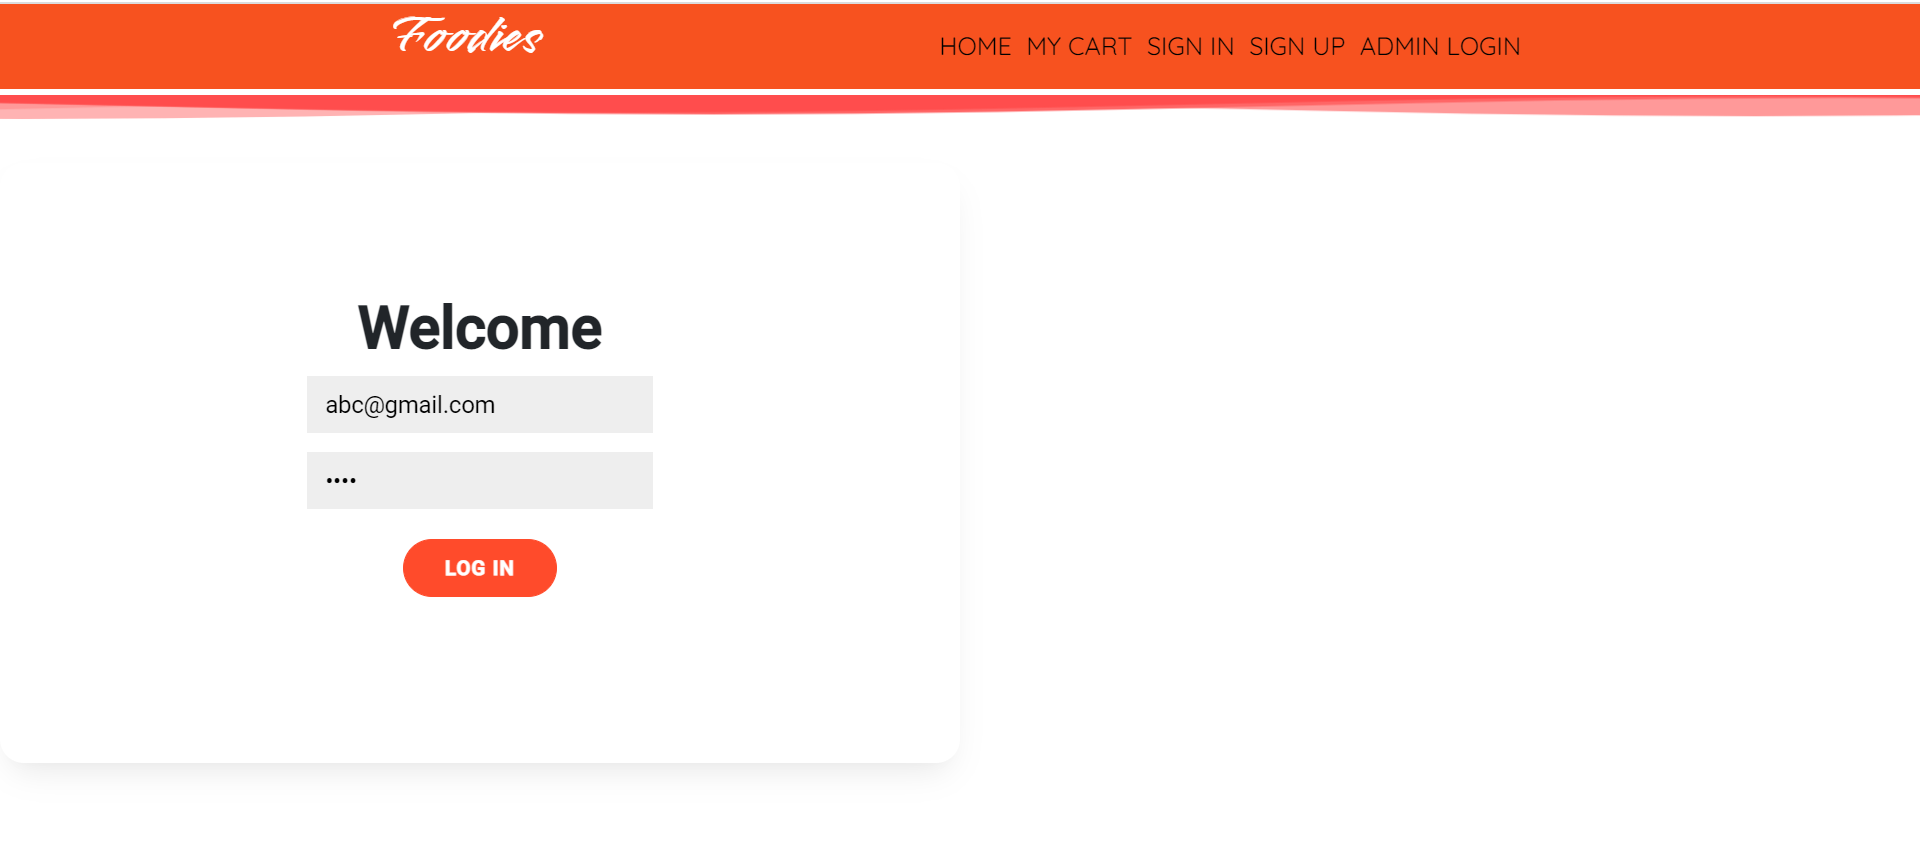 Foodies
HOME MY CART SIGN IN SIGN UP ADMIN LOGIN
Welcome
abc@gmail.com
••••
LOG IN